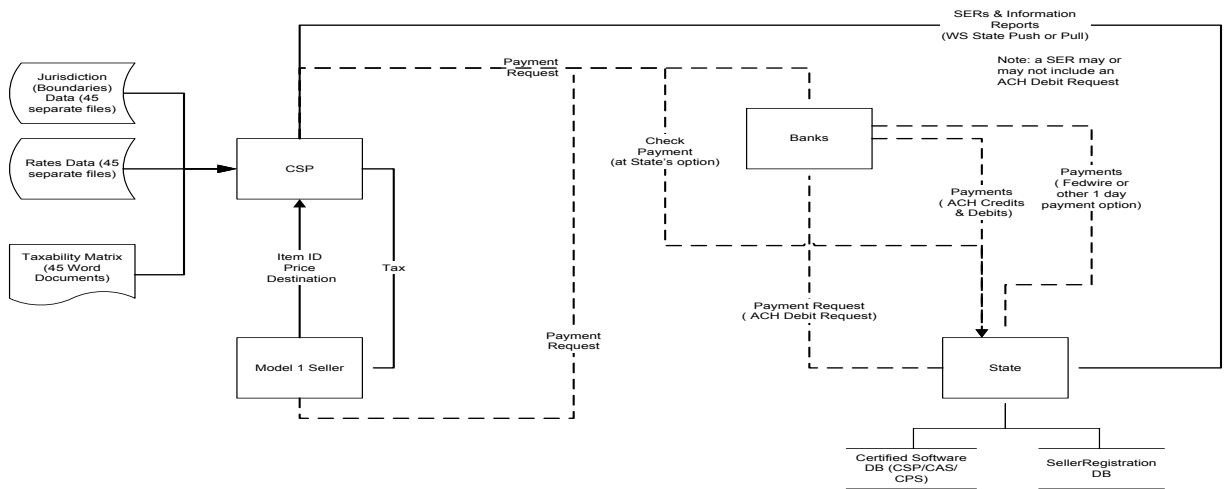 SERs & Information
Reports
(WS State Push or Pull)
Note: a SER may or
may not include an
ACH Debit Request
Payment
Request
Jurisdiction
(Boundaries)
Data (45
separate files)
Rates Data (45
separate files)
Taxability Matrix
(45 Word
Documents)
CSP
Banks
Check
Payment
(at State's option)
Payments
( ACH Credits
& Debits)
Payments
( Fedwire or
other 1 day
payment option)
Item ID
Price
Destination
Tax
Payment Request
( ACH Debit Request)
Payment
Request
Model 1 Seller
State
Certified Software
DB (CSP/CAS/
CPS)
SellerRegistration
DB